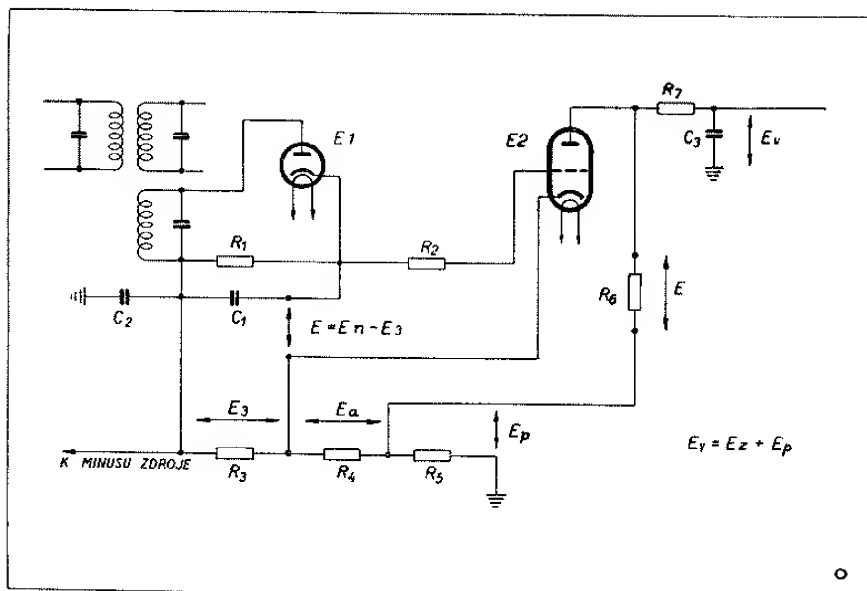 R7
E1
E2
C3
Ev
R1
R2
C2
C1
R6
E
E = En - E3
E3
Ea
Ep
Ev = Ez + Ep
K MINUSU ZDROJE
R3
R4
R5